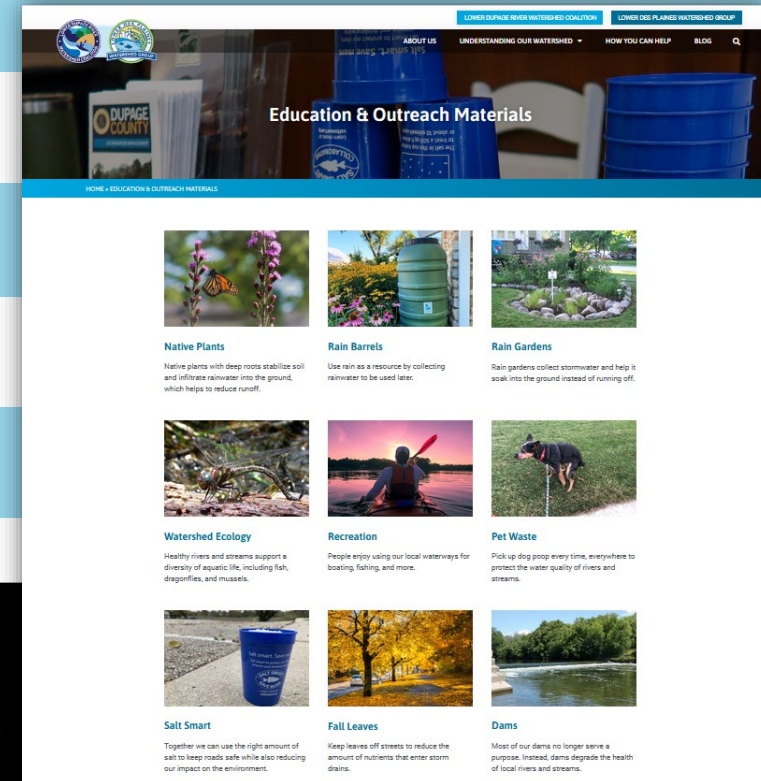 LOWER DUPAGE RIVER WATERSHED COALITION
LOWER DES PLAINES WATERSHED GROUP
ABOUT US
UNDERSTANDING OUR WATERSHED
HOW YOU CAN HELP
BLOG
WATERSHED GROUP
DUPAGE
COUNTY
Education & Outreach Materials
HOME » EDUCATION & OUTREACH MATERIALS
Native Plants
Native plants with deep roots stabilize soil
and infiltrate rainwater into the ground,
which helps to reduce runoff.
Rain Barrels
Use rain as a resource by collecting
rainwater to be used later.
Rain Gardens
Rain gardens collect stormwater and help it
soak into the ground instead of running off.
Watershed Ecology
Healthy rivers and streams support a
diversity of aquatic life, including fish,
dragonflies, and mussels.
Recreation
People enjoy using our local waterways for
boating, fishing, and more.
Pet Waste
Pick up dog poop every time, everywhere to
protect the water quality of rivers and
streams.
Salt smart. Save
SALT SMART
Salt Smart
Together we can use the right amount of
salt to keep roads safe while also reducing
our impact on the environment.
Fall Leaves
Keep leaves off streets to reduce the
amount of nutrients that enter storm
drains.
Dams
Most of our dams no longer serve a
purpose. Instead, dams degrade the health
of local rivers and streams.